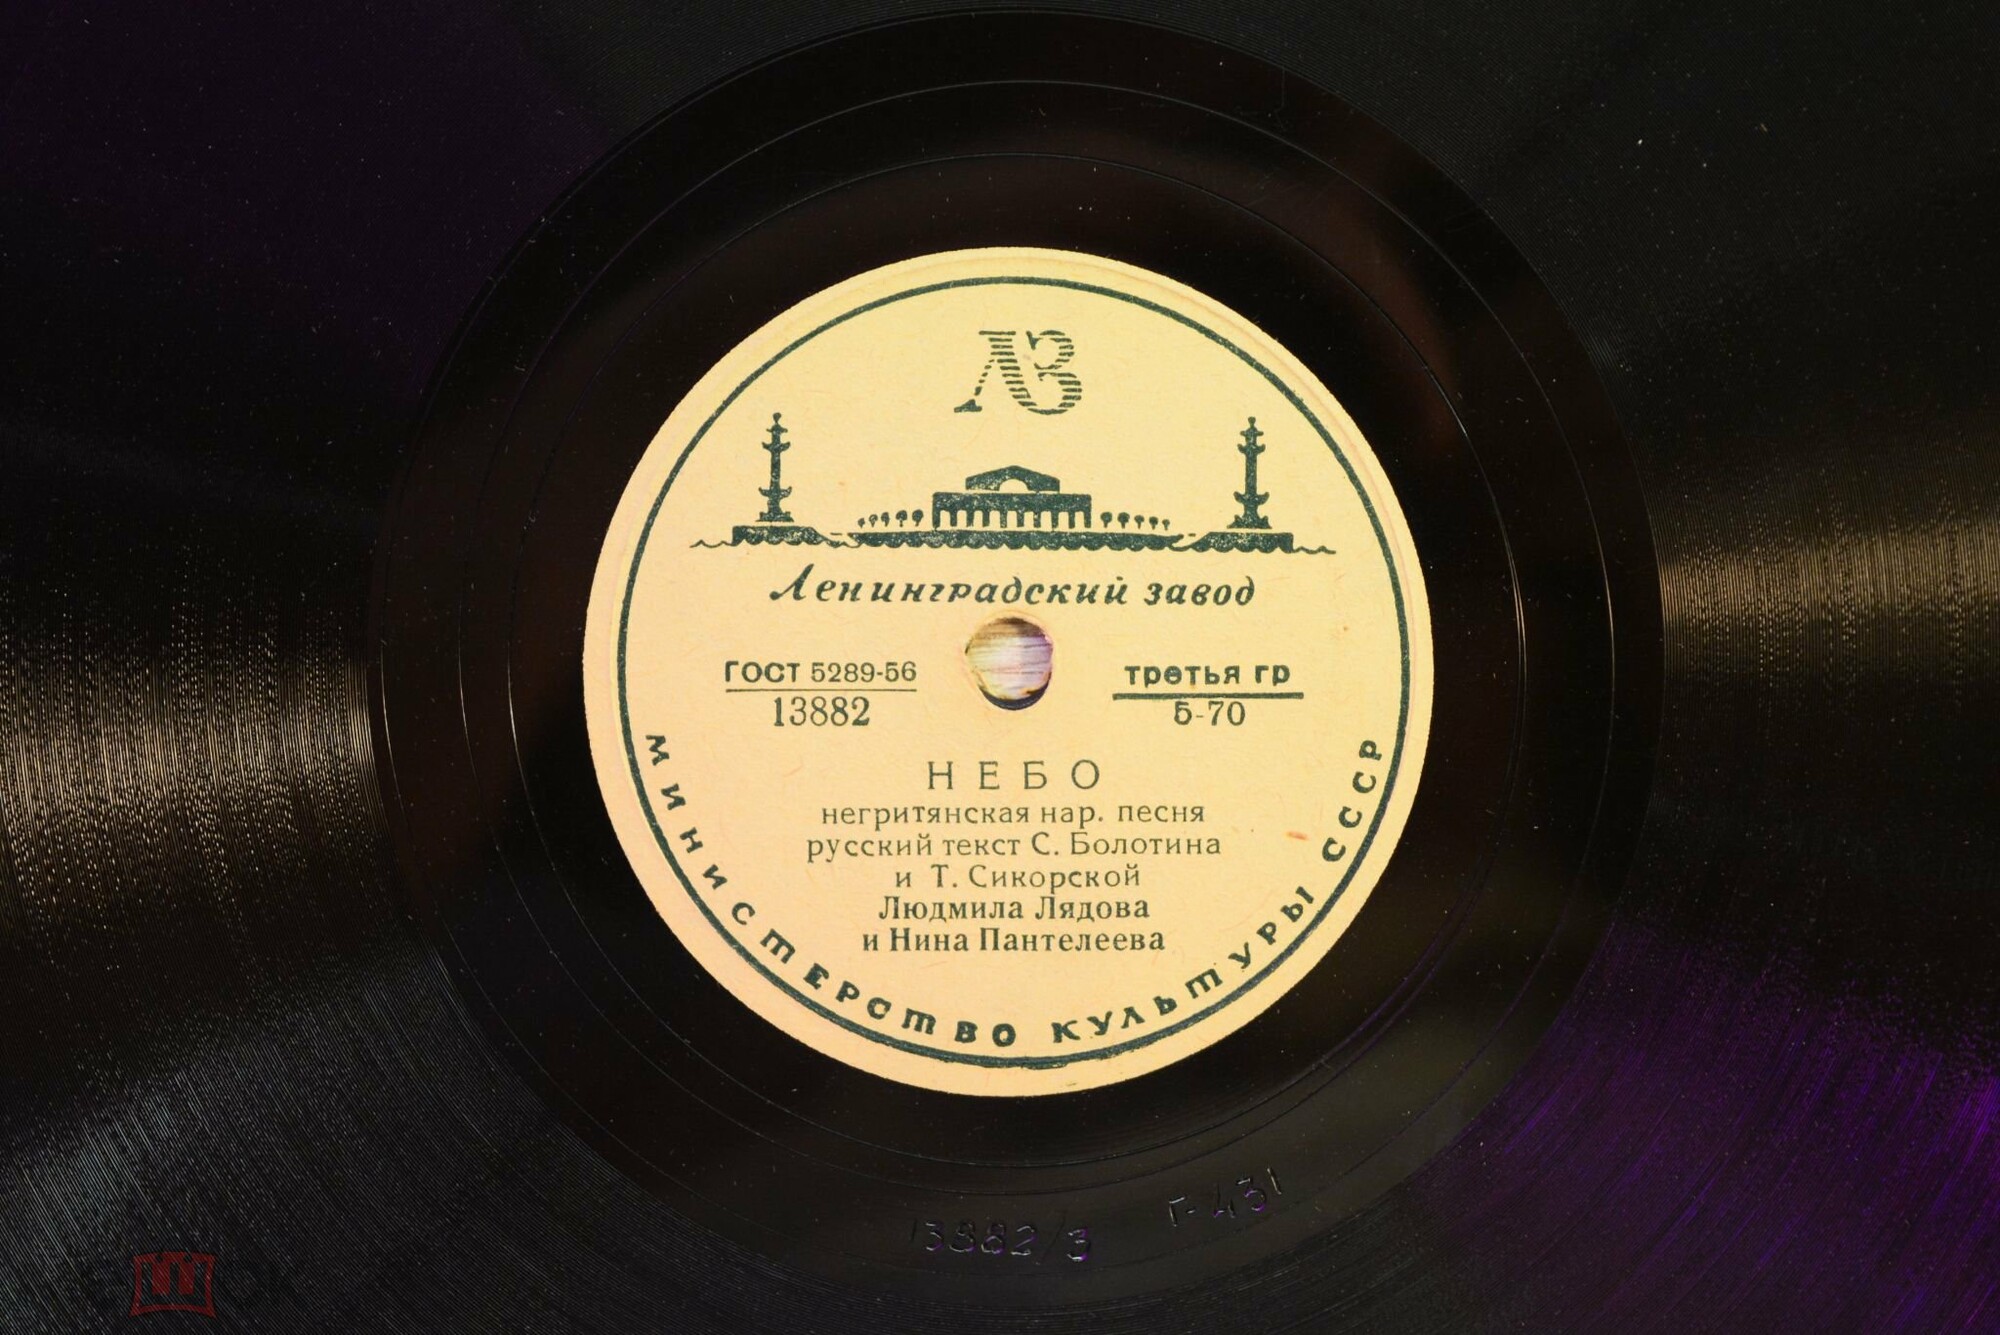 ЛЗ
Ленинградский завод
ГОСТ 5289-56
13882
третья гр
Б-70
НЕБО
негритянская нар. песня
русский текст С. Болотина
и Т. Сикорской
Людмила Лядова
и Нина Пантелеева
МИНИСТЕРСТВО КУЛЬТУРЫ СССР
13882/3 Г-431